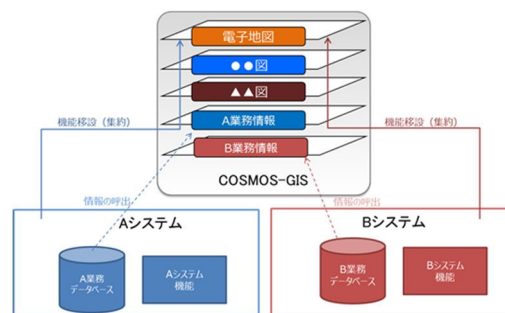 電子地図
●●図
▲▲図
機能移設（集約）
A業務情報
機能移設（集約）
B業務情報
COSMOS-GIS
情報の呼出
情報の呼出
Aシステム
Bシステム
A業務
データベース
Aシステム
機能
B業務
データベース
Bシステム
機能